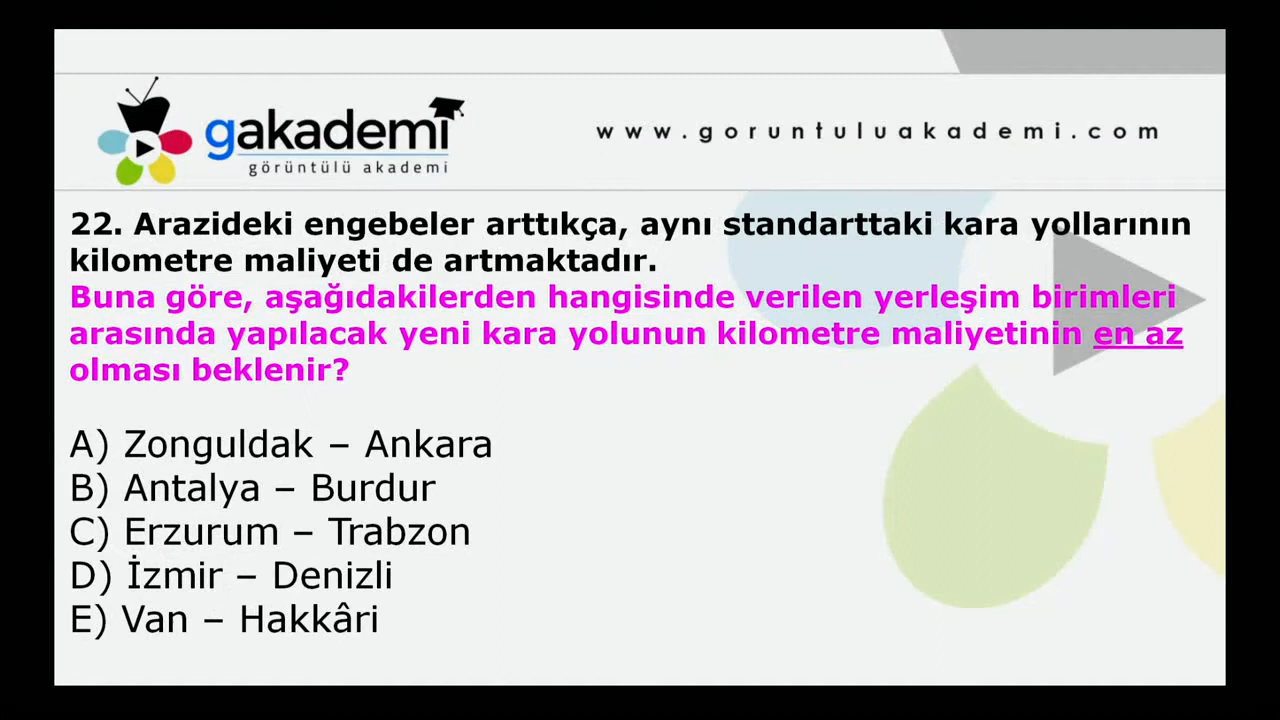 gakademi
görüntülü akademi
www.goruntuluakademi.com
22. Arazideki engebeler arttıkça, aynı standarttaki kara yollarının
kilometre maliyeti de artmaktadır.
Buna göre, aşağıdakilerden hangisinde verilen yerleşim birimleri
arasında yapılacak yeni kara yolunun kilometre maliyetinin en az
olması beklenir?
A) Zonguldak – Ankara
B) Antalya – Burdur
C) Erzurum – Trabzon
D) İzmir – Denizli
E) Van – Hakkâri